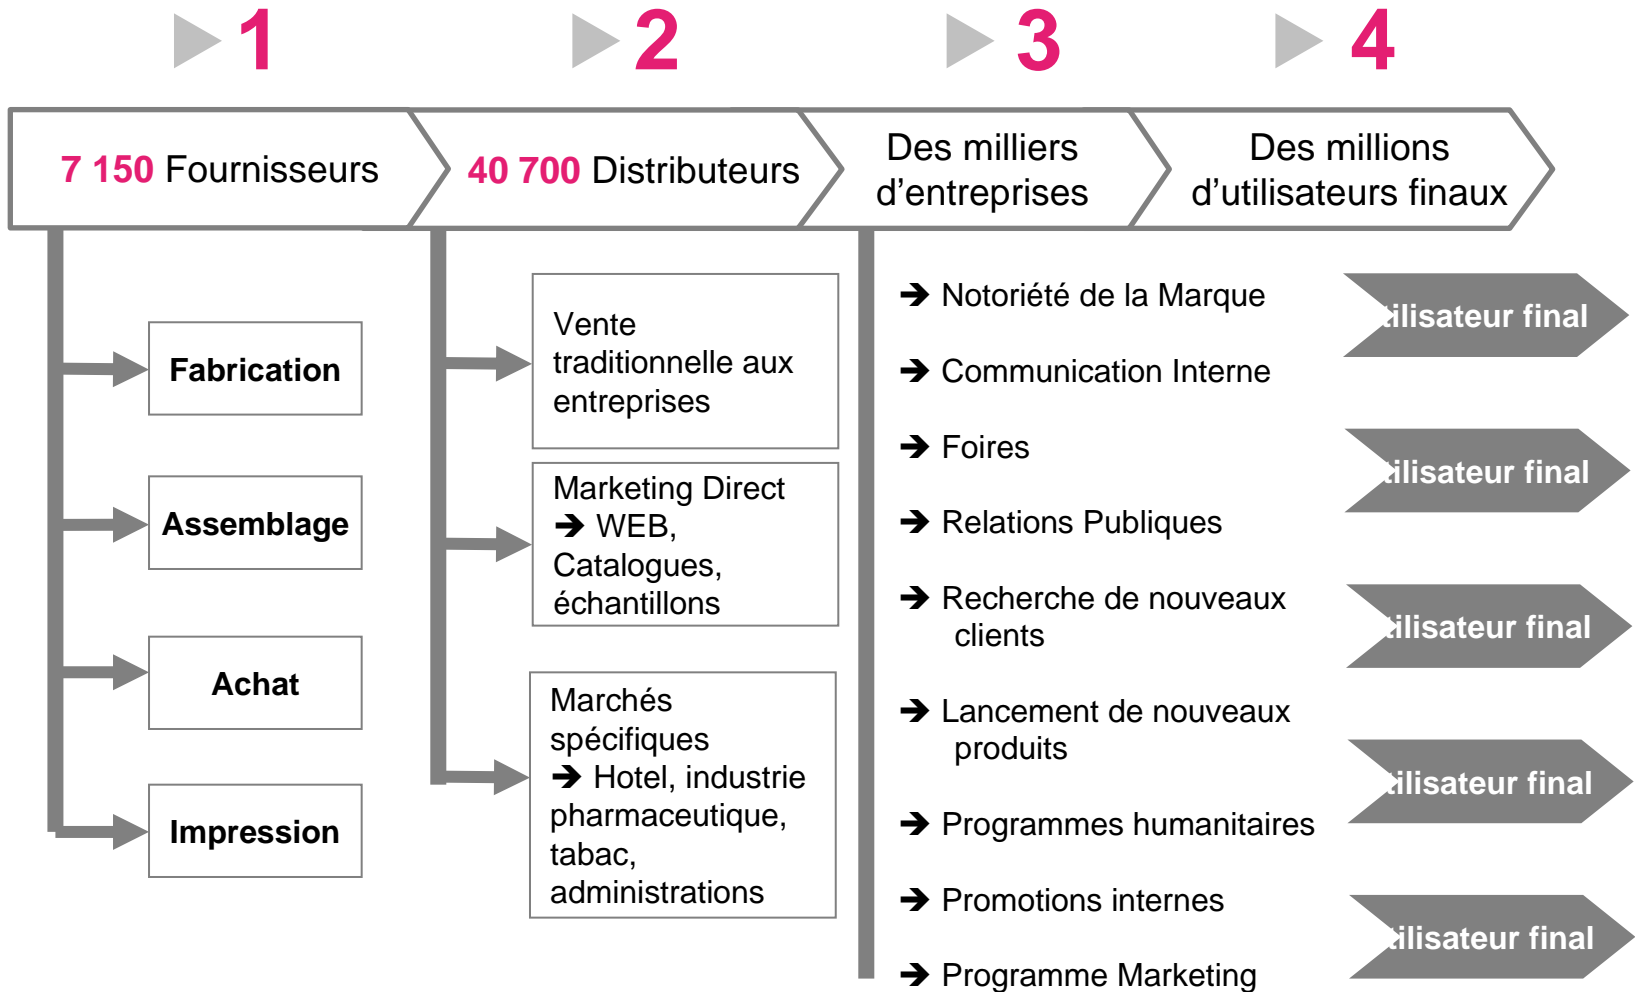 1
2
3
4
7 150 Fournisseurs
40 700 Distributeurs
Des milliers
d'entreprises
Des millions
d'utilisateurs finaux
Fabrication
Assemblage
Achat
Impression
Vente
traditionnelle aux
entreprises
Marketing Direct
➔ WEB,
Catalogues,
échantillons
Marchés
spécifiques
➔ Hotel, industrie
pharmaceutique,
tabac,
administrations
➔ Notoriété de la Marque
➔ Communication Interne
➔ Foires
➔ Relations Publiques
➔ Recherche de nouveaux
clients
➔ Lancement de nouveaux
produits
➔ Programmes humanitaires
➔ Promotions internes
➔ Programme Marketing
tilisateur final
tilisateur final
tilisateur final
tilisateur final
tilisateur final